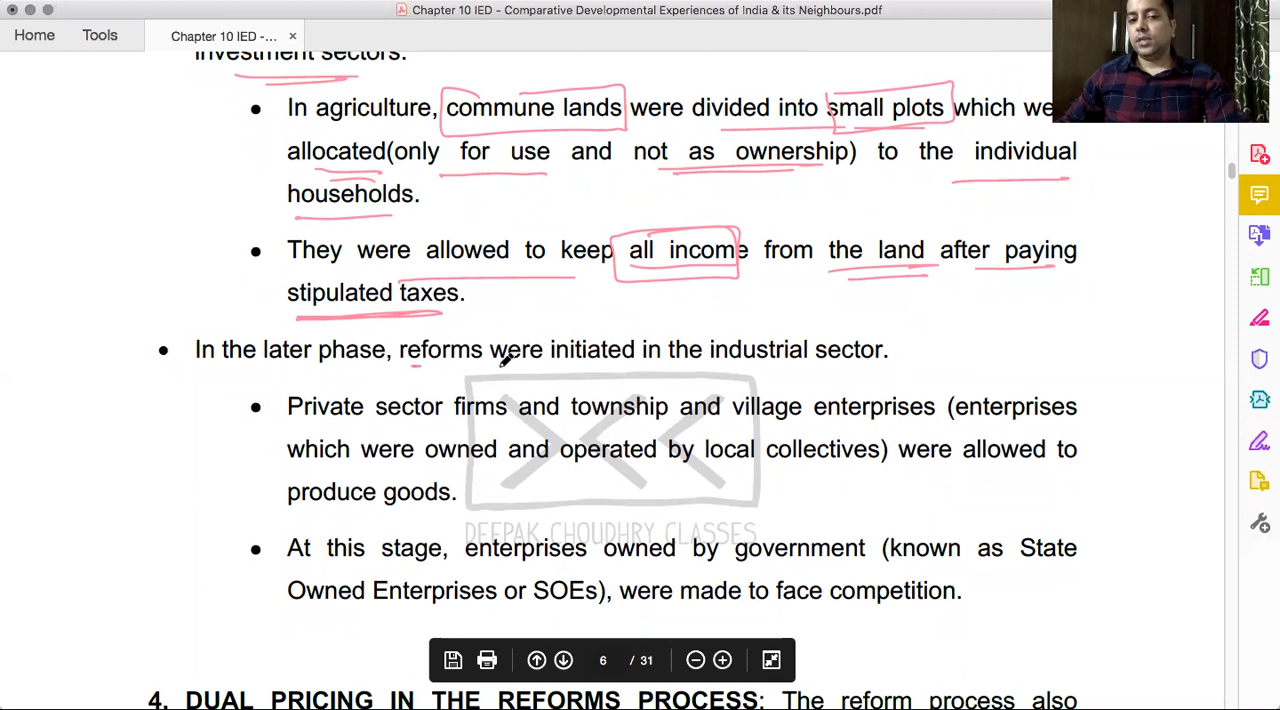 Chapter 10 IED - Comparative Developmental Experiences of India & its Neighbours.pdf
Home Tools Chapter 10 IED -... ×
investment sectors.
• In agriculture, commune lands were divided into small plots which we
allocated(only for use and not as ownership) to the individual
households.
• They were allowed to keep all income from the land after paying
stipulated taxes.
• In the later phase, reforms were initiated in the industrial sector.
• Private sector firms and township and village enterprises (enterprises
which were owned and operated by local collectives) were allowed to
produce goods.
DEEPAK CHOUDHRY CLASSES
• At this stage, enterprises owned by government (known as State
Owned Enterprises or SOEs), were made to face competition.
6 / 31
4. DUAL PRICING IN THE REFORMS PROCESS: The reform process also